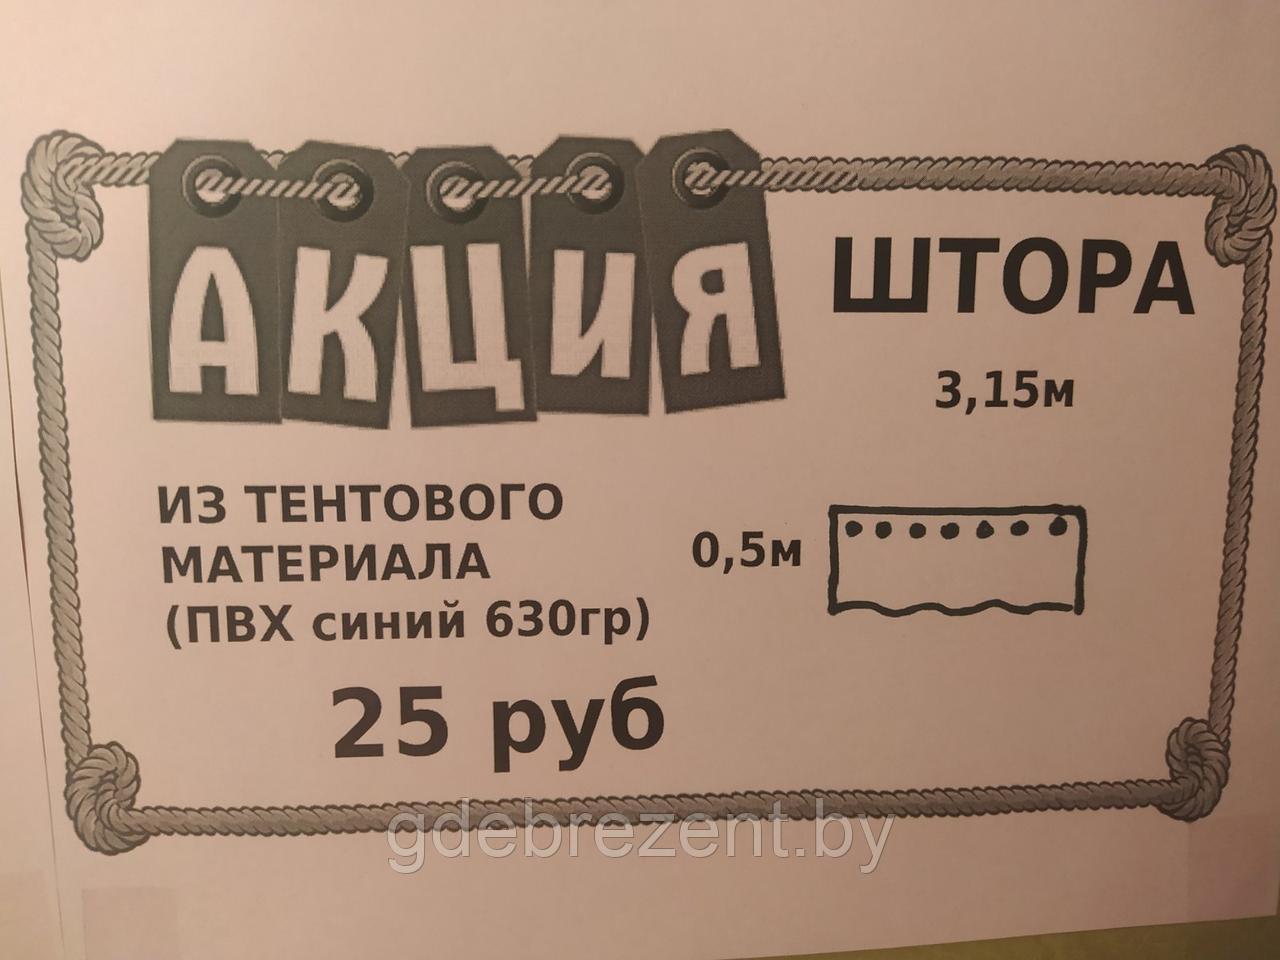 АКЦИЯ
ШТОРА
3,15м
ИЗ ТЕНТОВОГО
МАТЕРИАЛА
(ПВХ синий 630гр)
0,5м
25 руб
gdebrezent.by